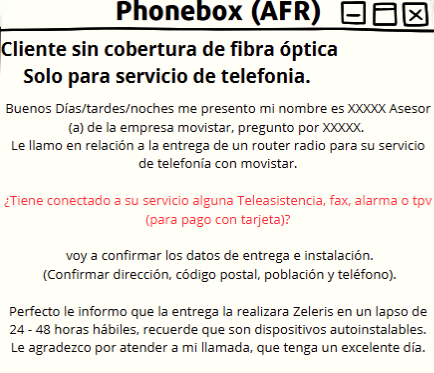 Phonebox (AFR)
Cliente sin cobertura de fibra óptica
Solo para servicio de telefonia.
Buenos Días/tardes/noches me presento mi nombre es XXXXX Asesor
(a) de la empresa movistar, pregunto por XXXXX.
Le llamo en relación a la entrega de un router radio para su servicio
de telefonía con movistar.
¿Tiene conectado a su servicio alguna Teleasistencia, fax, alarma o tpv
(para pago con tarjeta)?
voy a confirmar los datos de entrega e instalación.
(Confirmar dirección, código postal, población y teléfono).
Perfecto le informo que la entrega la realizara Zeleris en un lapso de
24 - 48 horas hábiles, recuerde que son dispositivos autoinstalables.
Le agradezco por atender a mi llamada, que tenga un excelente día.